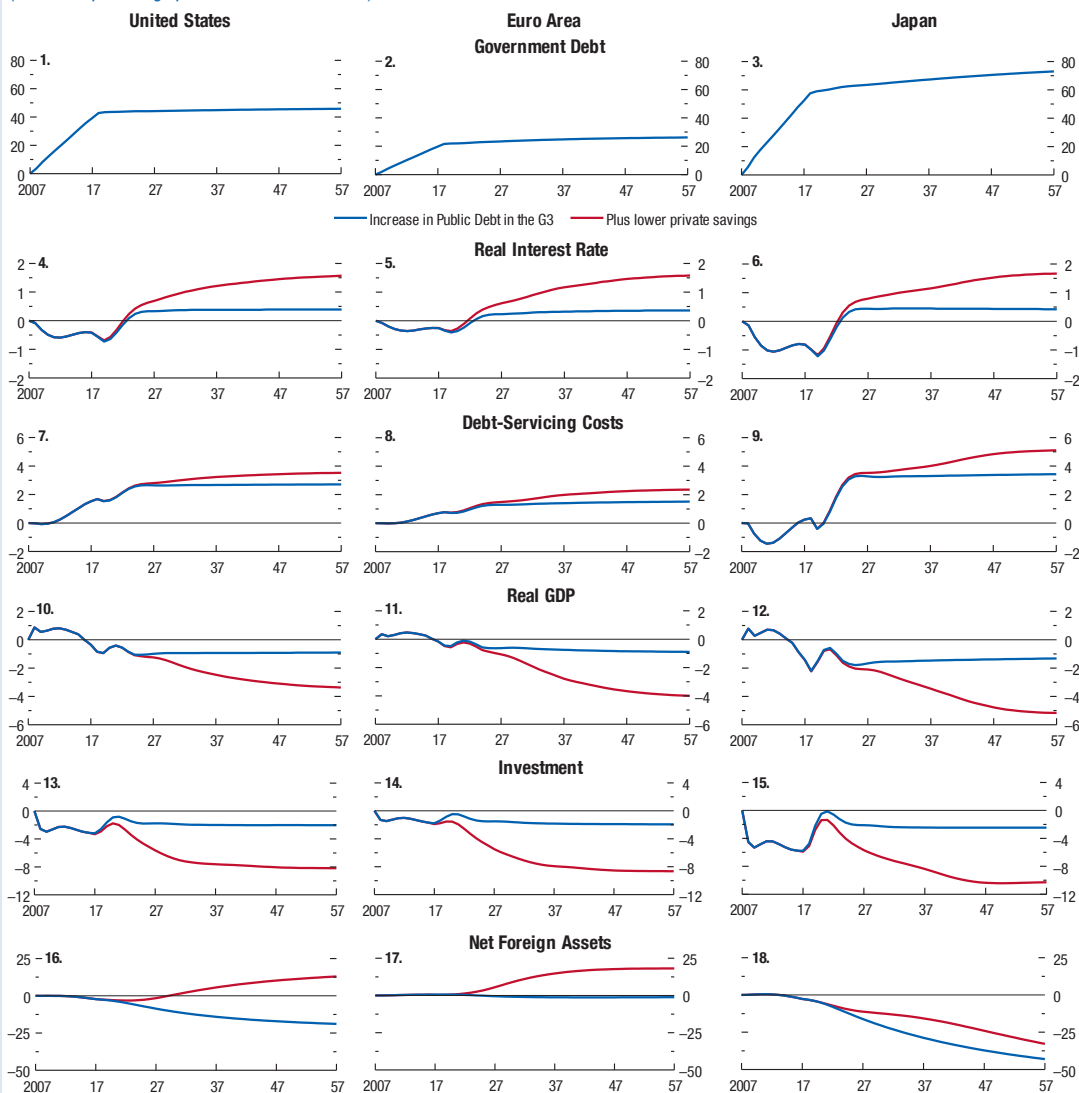 United States Euro Area Japan
Government Debt
1. 2. 3.
80 80 80
60 60 60
40 40 40
20 20 20
0 0 0
2007 17 27 37 47 57 2007 17 27 37 47 57 2007 17 27 37 47 57
Increase in Public Debt in the G3 Plus lower private savings
Real Interest Rate
4. 5. 6.
2 2 2
1 1 1
0 0 0
–1 –1 –1
–2 –2 –2
2007 17 27 37 47 57 2007 17 27 37 47 57 2007 17 27 37 47 57
Debt-Servicing Costs
7. 8. 9.
6 6 6
4 4 4
2 2 2
0 0 0
–2 –2 –2
2007 17 27 37 47 57 2007 17 27 37 47 57 2007 17 27 37 47 57
Real GDP
10. 11. 12.
2 2 2
0 0 0
–2 –2 –2
–4 –4 –4
–6 –6 –6
2007 17 27 37 47 57 2007 17 27 37 47 57 2007 17 27 37 47 57
Investment
13. 14. 15.
4 4 4
0 0 0
–4 –4 –4
–8 –8 –8
–12 –12 –12
2007 17 27 37 47 57 2007 17 27 37 47 57 2007 17 27 37 47 57
Net Foreign Assets
16. 17. 18.
25 25 25
0 0 0
–25 –25 –25
–50 –50 –50
2007 17 27 37 47 57 2007 17 27 37 47 57 2007 17 27 37 47 57